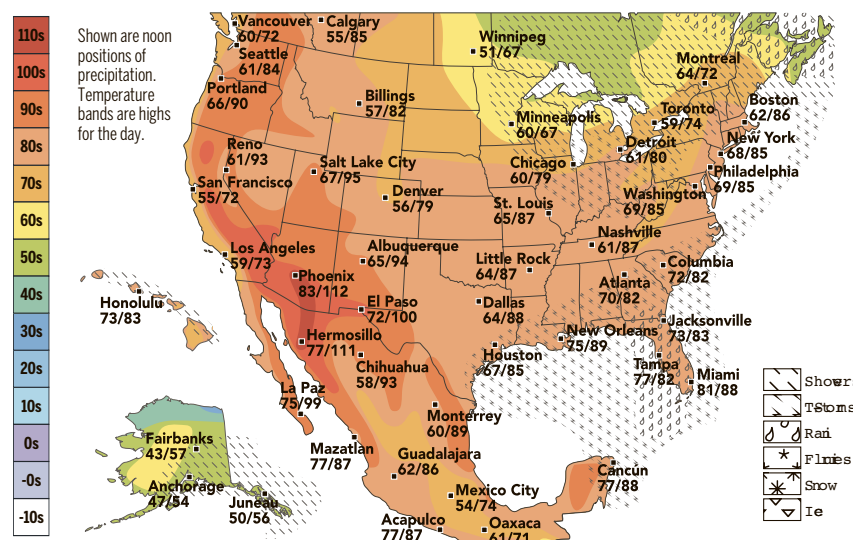 110s
100s
90s
80s
70s
60s
50s
40s
30s
20s
10s
0s
-0s
-10s
Shown are noon
positions of
precipitation.
Temperature
bands are highs
for the day.
Vancouver
60/72
Calgary
55/85
Seattle
61/84
Winnipeg
51/67
Montreal
64/72
Portland
66/90
Billings
57/82
Minneapolis
60/67
Toronto
59/74
Boston
62/86
Reno
61/93
Salt Lake City
67/95
Chicago
60/79
Detroit
61/80
New York
68/85
San Francisco
55/72
Denver
56/79
St. Louis
65/87
Washington
69/85
Philadelphia
69/85
Los Angeles
59/73
Albuquerque
65/94
Little Rock
64/87
Nashville
61/87
Columbia
72/82
Phoenix
83/112
Atlanta
70/82
Honolulu
73/83
El Paso
72/100
Dallas
64/88
New Orleans
75/89
Jacksonville
73/83
Hermosillo
77/111
Chihuahua
58/93
Houston
67/85
Tampa
77/82
Miami
81/88
La Paz
75/99
Monterrey
60/89
Fairbanks
43/57
Mazatlan
77/87
Guadalajara
62/86
Cancún
77/88
Anchorage
47/54
Juneau
50/56
Mexico City
54/74
Acapulco
77/87
Oaxaca
61/71
Snow